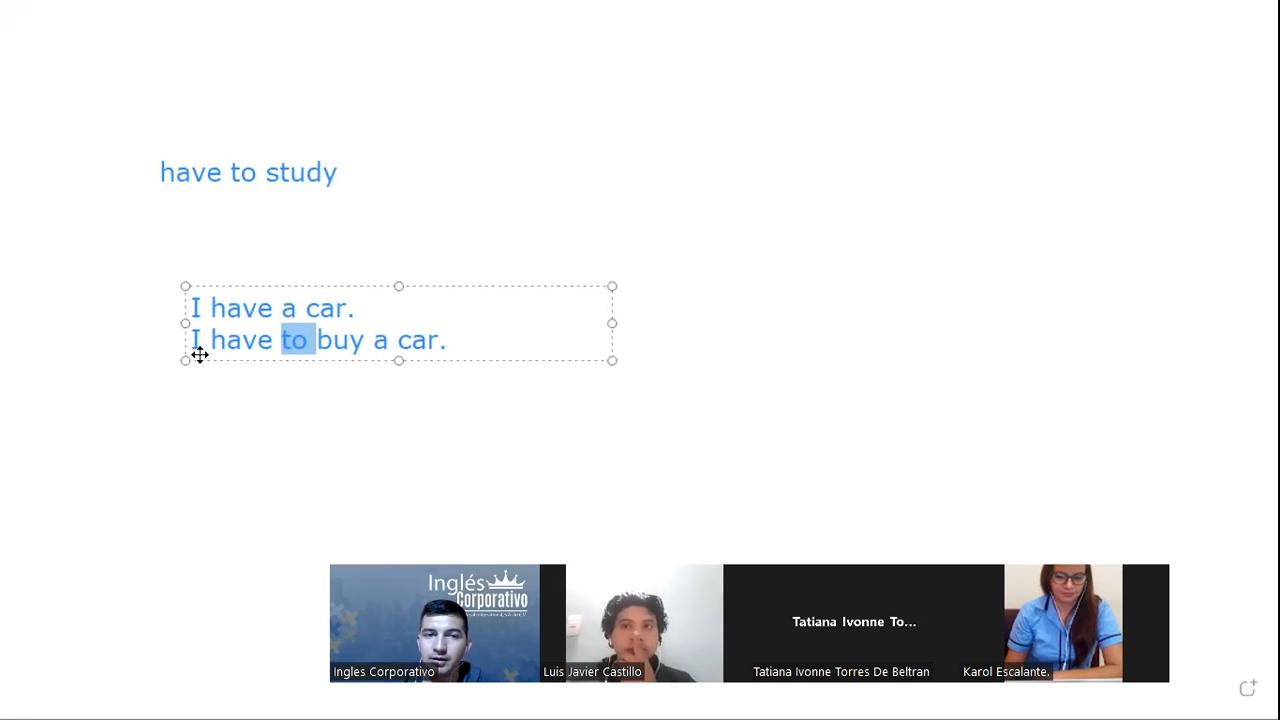 have to study
I have a car.
I have to buy a car.
Inglés
Corporativo
Ingles Corporativo
Luis Javier Castillo
Tatiana Ivonne To...
Tatiana Ivonne Torres De Beltran
Karol Escalante.